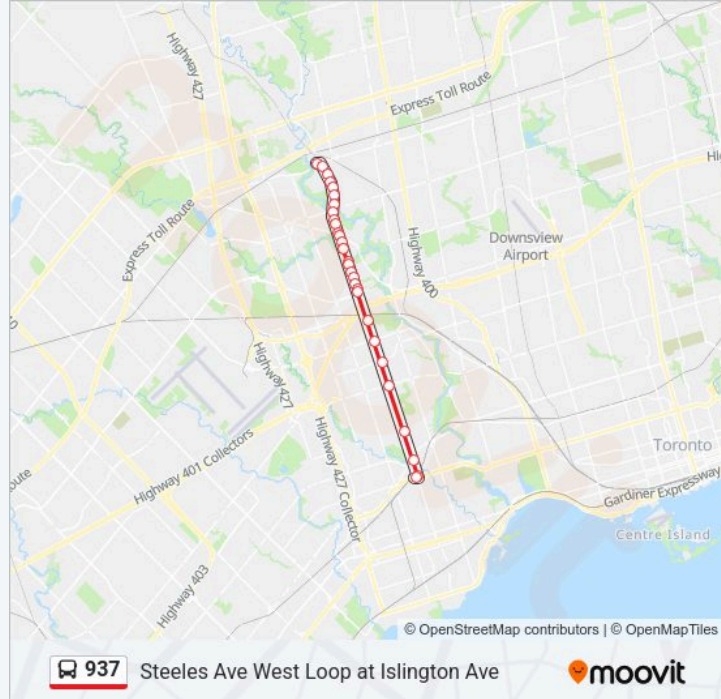 Highway 427
Express Toll Route
Hi
Express Toll Route
Highway 400
Downsview
Airport
Highway 427
Highway 401 Collectors
Highway 427 Collector
Toronto
Gardiner Expressway
oute
Centre Island
Highway 403
© OpenStreetMap contributors | © OpenMapTiles
937 Steeles Ave West Loop at Islington Ave
moovit